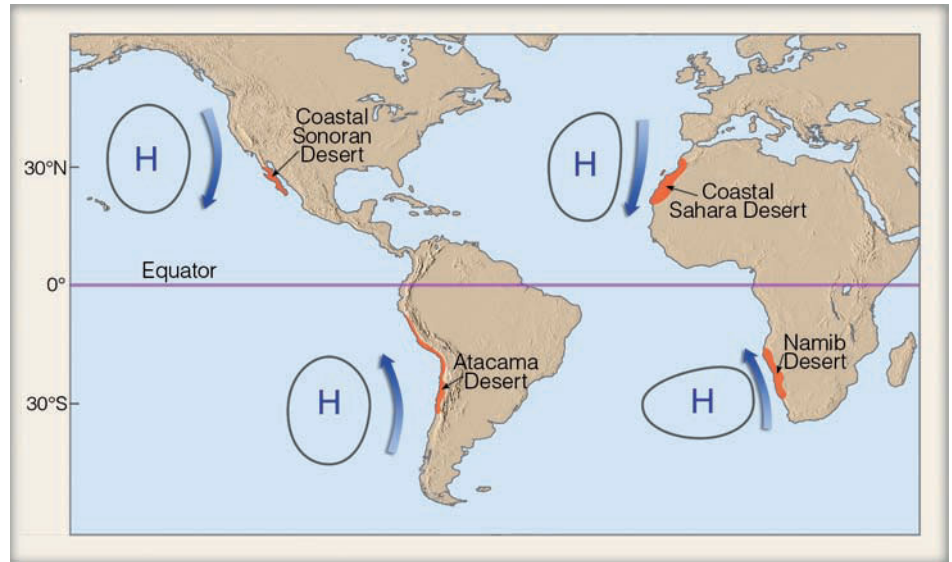 H
Coastal
Sonoran
Desert
H
30°N
Coastal
Sahara Desert
Equator
0°
Atacama
Desert
Namib
Desert
H
H
30°S